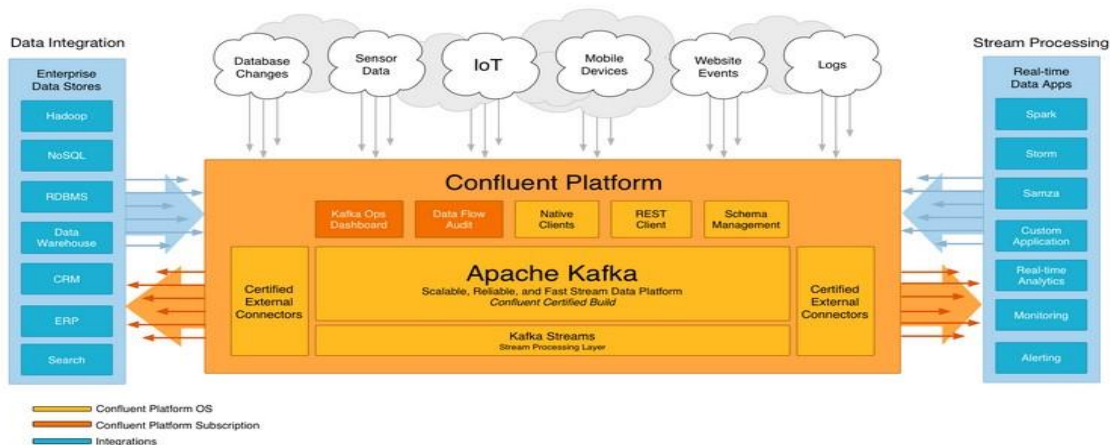 Data Integration
Enterprise
Data Stores
Hadoop
NoSQL
RDBMS
Data
Warehouse
CRM
ERP
Search
Database
Changes
Sensor
Data
IoT
Mobile
Devices
Website
Events
Logs
Stream Processing
Real-time
Data Apps
Spark
Storm
Samza
Custom
Application
Real-time
Analytics
Monitoring
Alerting
Confluent Platform
Kafka Ops
Dashboard
Data Flow
Audit
Native
Clients
REST
Client
Schema
Management
Certified
External
Connectors
Apache Kafka
Scalable, Reliable, and Fast Stream Data Platform
Confluent Certified Build
Kafka Streams
Stream Processing Layer
Certified
External
Connectors
Confluent Platform OS
Confluent Platform Subscription
Integrations